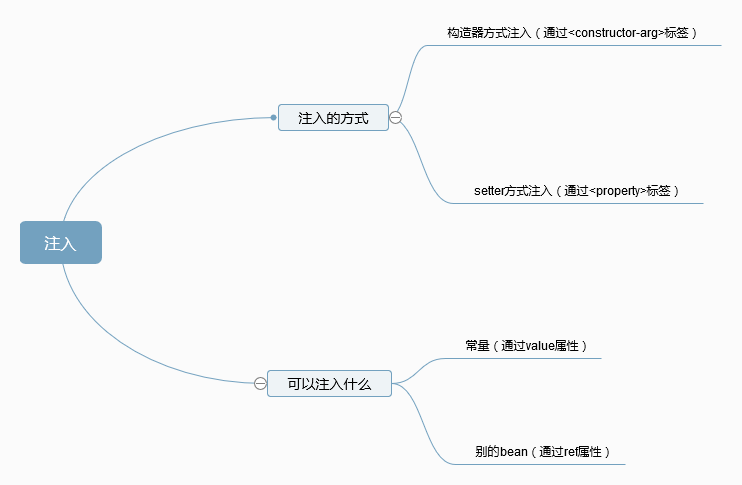 构造器方式注入（通过<constructor-arg>标签）
注入的方式
setter方式注入（通过<property>标签）
注入
常量（通过value属性）
可以注入什么
别的bean（通过ref属性）